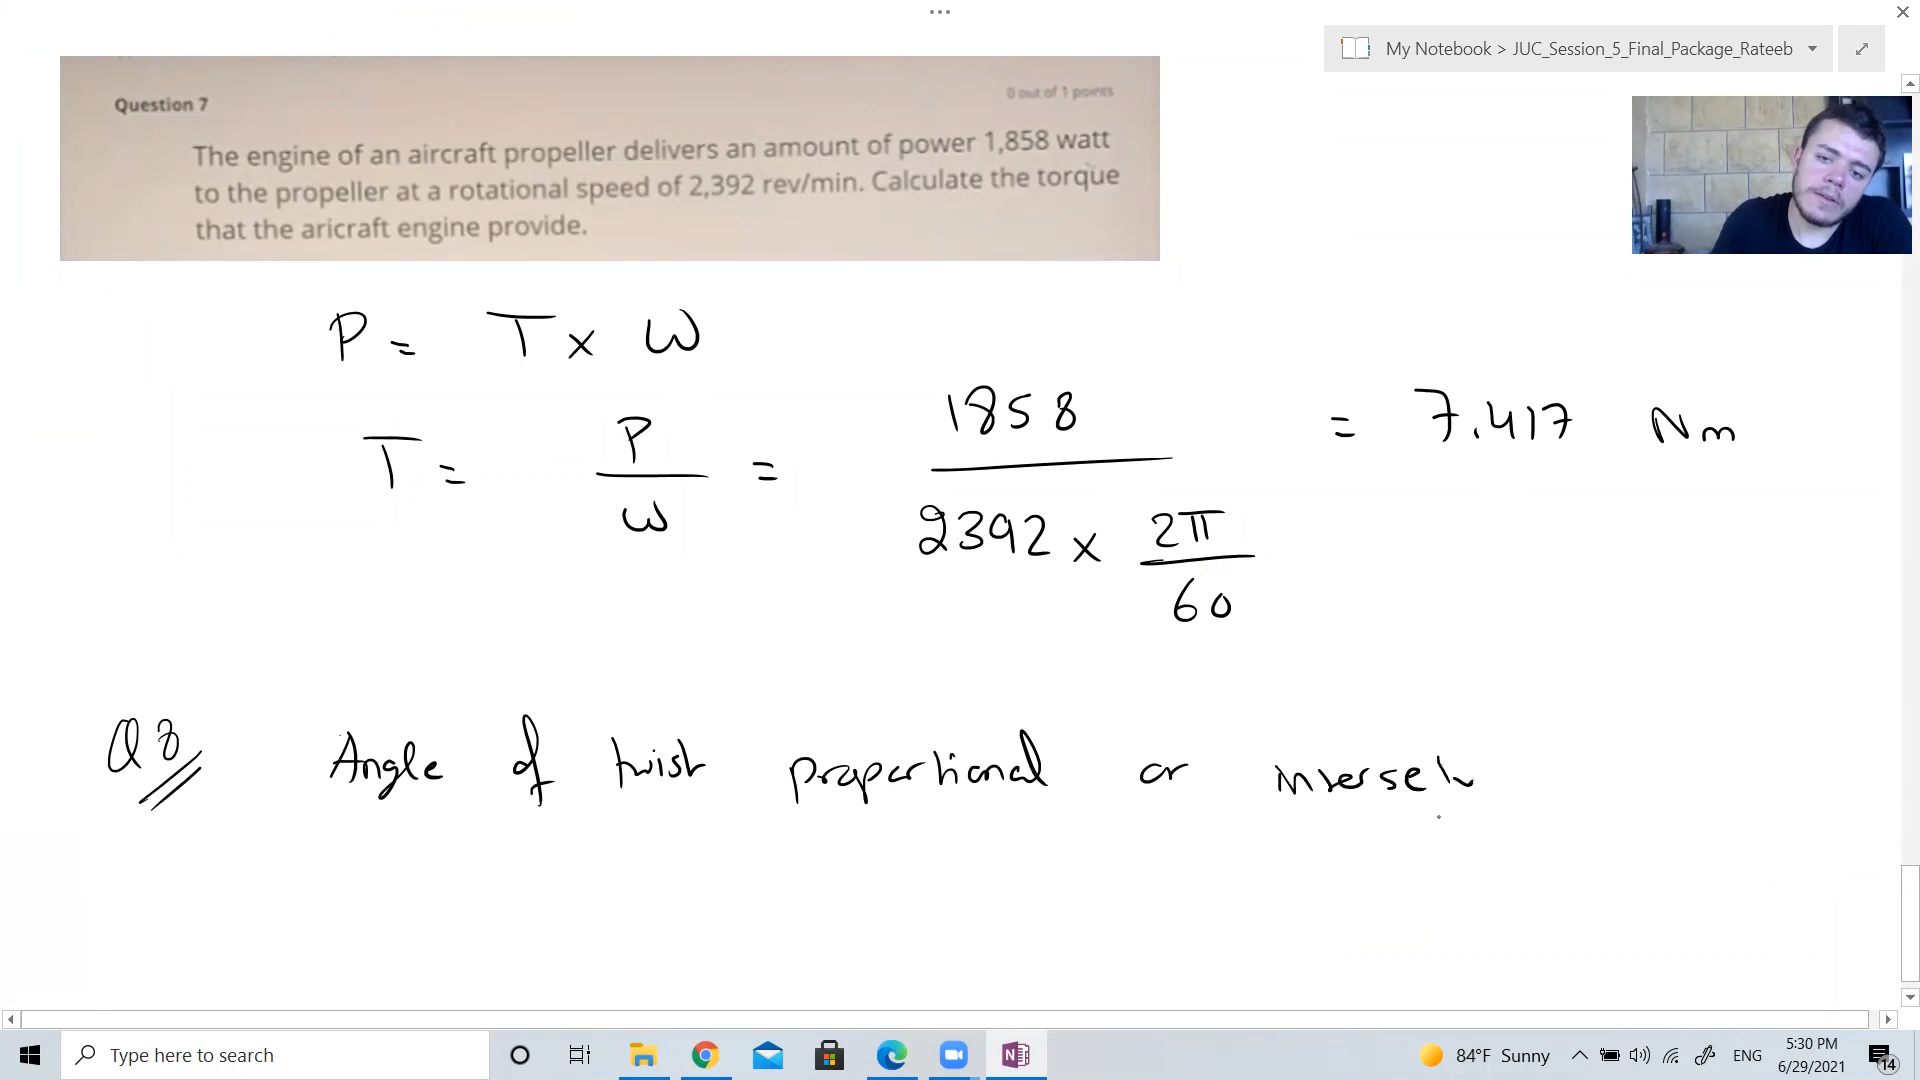 My Notebook > JUC_Session_5_Final_Package_Rateeb
Question 7
0 out of 1 points
The engine of an aircraft propeller delivers an amount of power 1,858 watt
to the propeller at a rotational speed of 2,392 rev/min. Calculate the torque
that the aricraft engine provide.
P = T x ω
T = P/ω = 1858 / (2392 x 2π/60) = 7.417 Nm
Q8 Angle of twist proportional or inversely
Type here to search
84°F Sunny
ENG
5:30 PM
6/29/2021
14